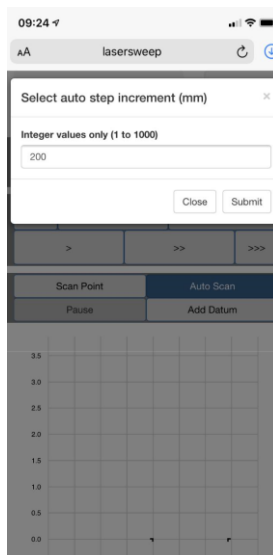 09:24
AA lasersweep
Select auto step increment (mm) ×
Integer values only (1 to 1000)
200
Close Submit
> >> >>>
Scan Point Auto Scan
Pause Add Datum
3.5
3.0
2.5
2.0
1.5
1.0
0.5
0.0